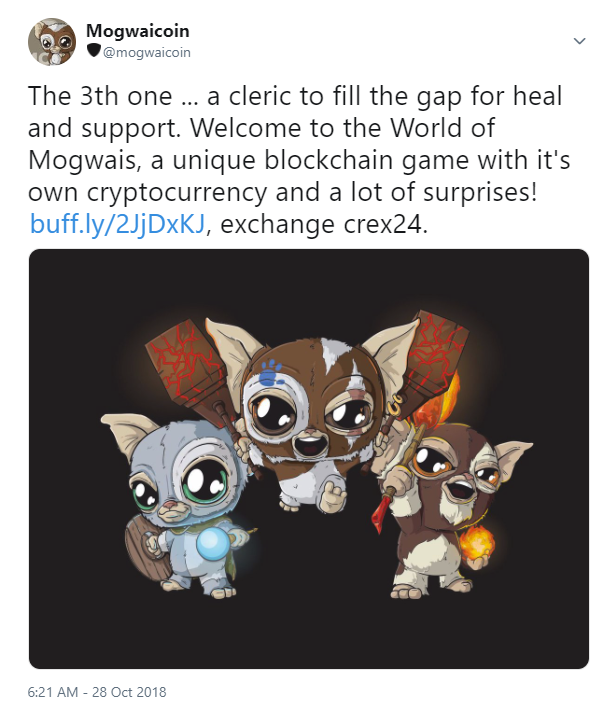 Mogwaicoin
@mogwaicoin
The 3th one ... a cleric to fill the gap for heal
and support. Welcome to the World of
Mogwais, a unique blockchain game with it's
own cryptocurrency and a lot of surprises!
buff.ly/2JjDxKJ, exchange crex24.
6:21 AM - 28 Oct 2018